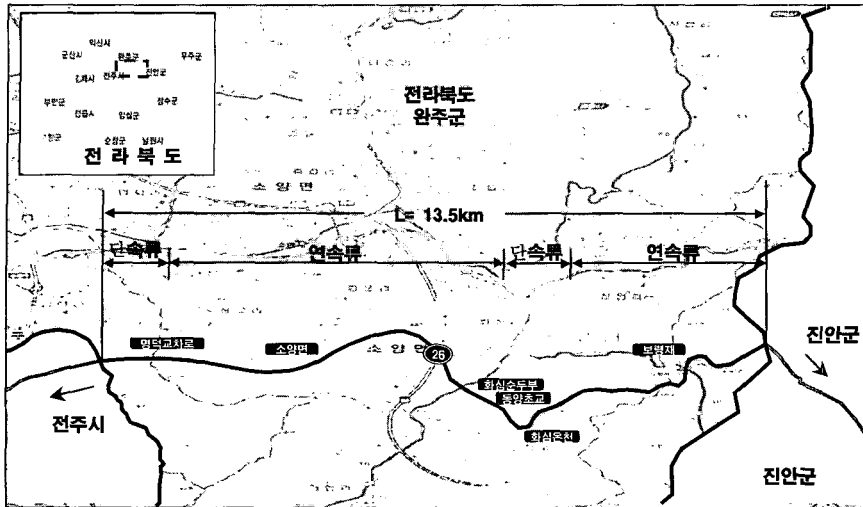 익산시
군산시
완주군
무주군
김제시
전주시
진안군
부안군
장수군
정읍시
임실군
순창군
남원시
전라북도
전라북도
완주군
소양면
L= 13.5km
단속류
연속류
단속류
연속류
명덕교차로
소양면
소양면
26
보령재
화심순두부
동양초교
화심온천
진안군
전주시
진안군